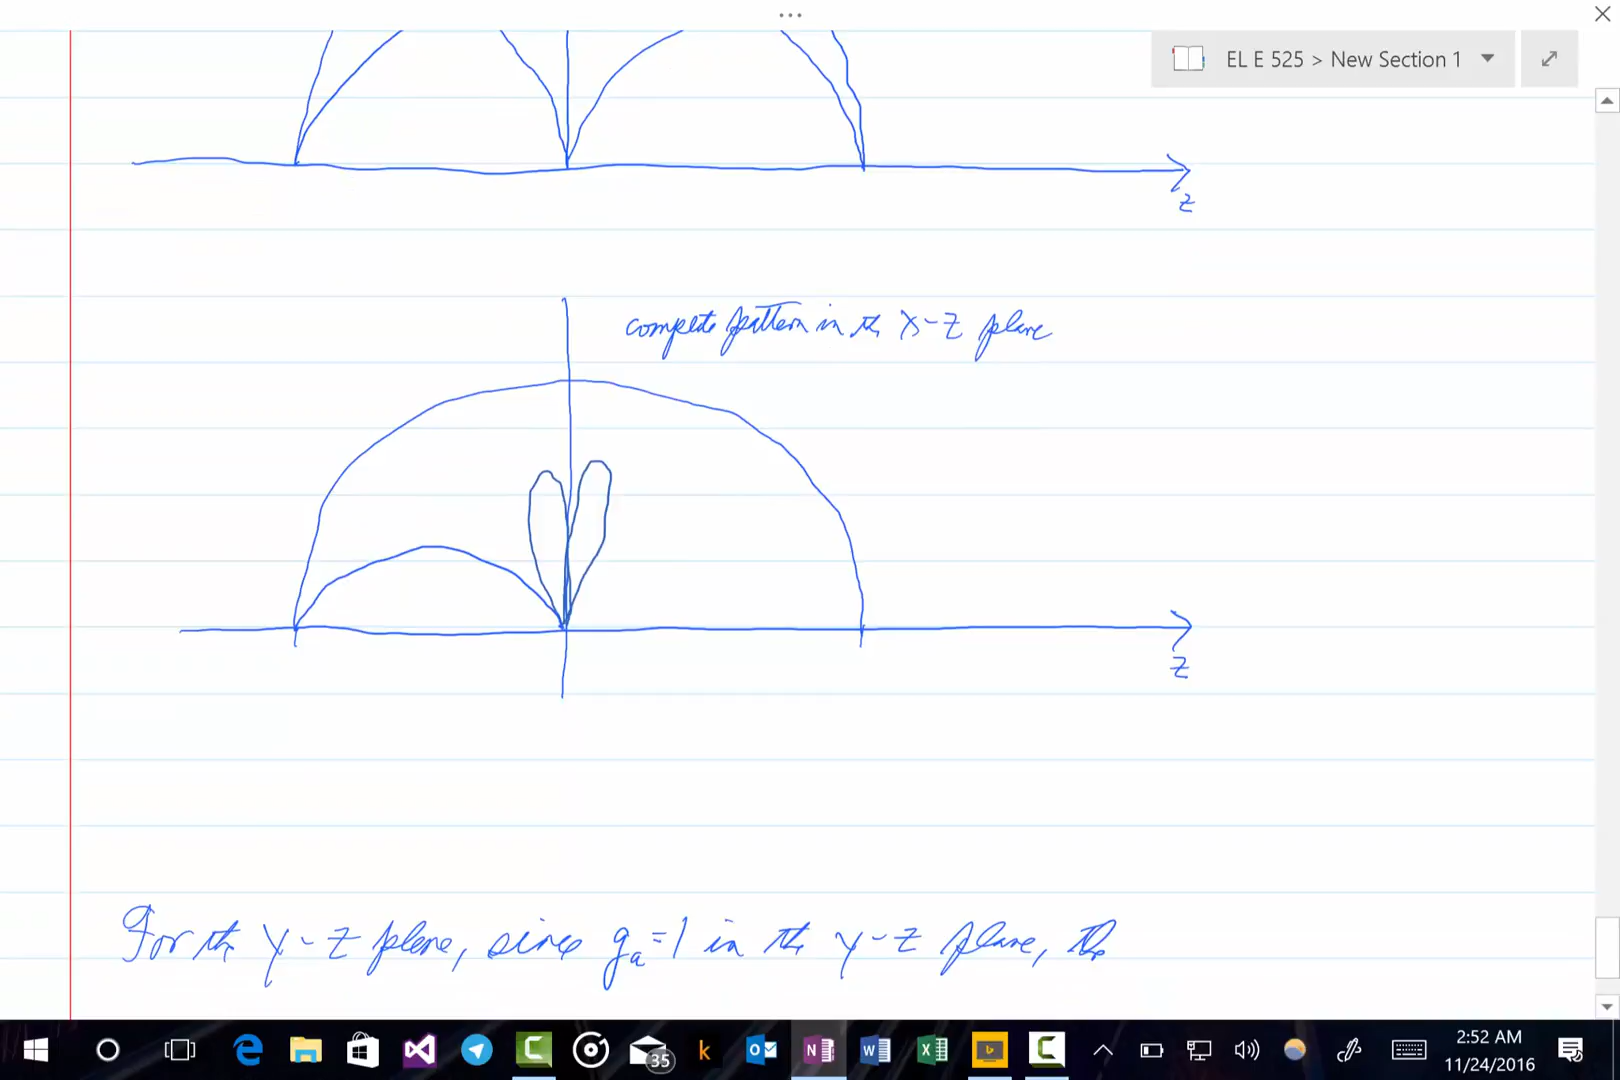 EL E 525 > New Section 1
z
complete pattern in the x-z plane
z
For the y-z plane, since ga=1 in the y-z plane, the
35
2:52 AM
11/24/2016